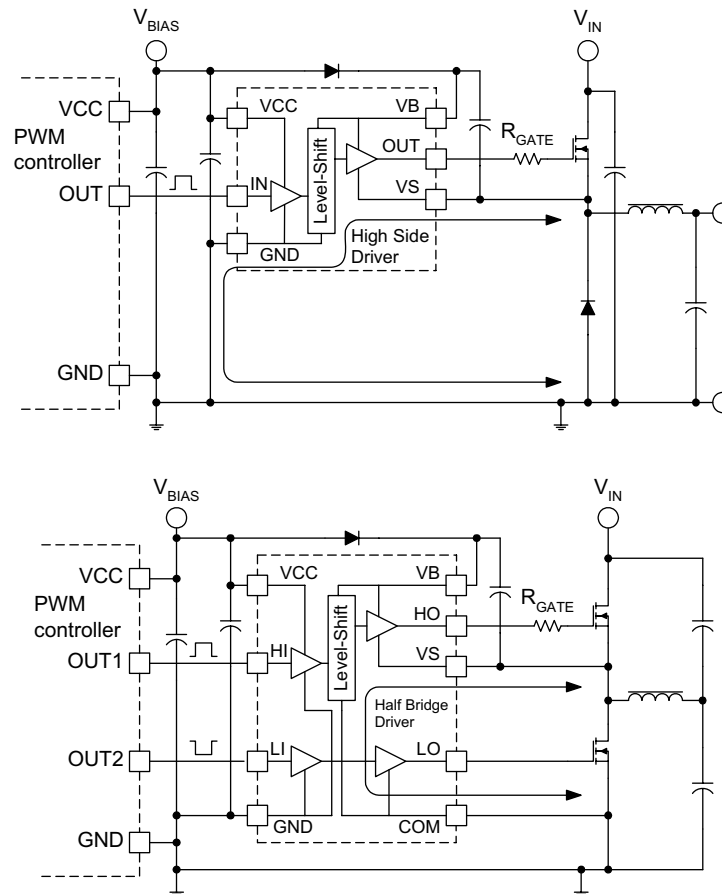 V_BIAS
V_IN
VCC
PWM
controller
OUT
GND
VCC
IN
GND
Level-Shift
VB
OUT
VS
High Side
Driver
R_GATE
V_BIAS
V_IN
VCC
PWM
controller
OUT1
OUT2
GND
VCC
HI
LI
GND
Level-Shift
VB
HO
VS
Half Bridge
Driver
LO
COM
R_GATE